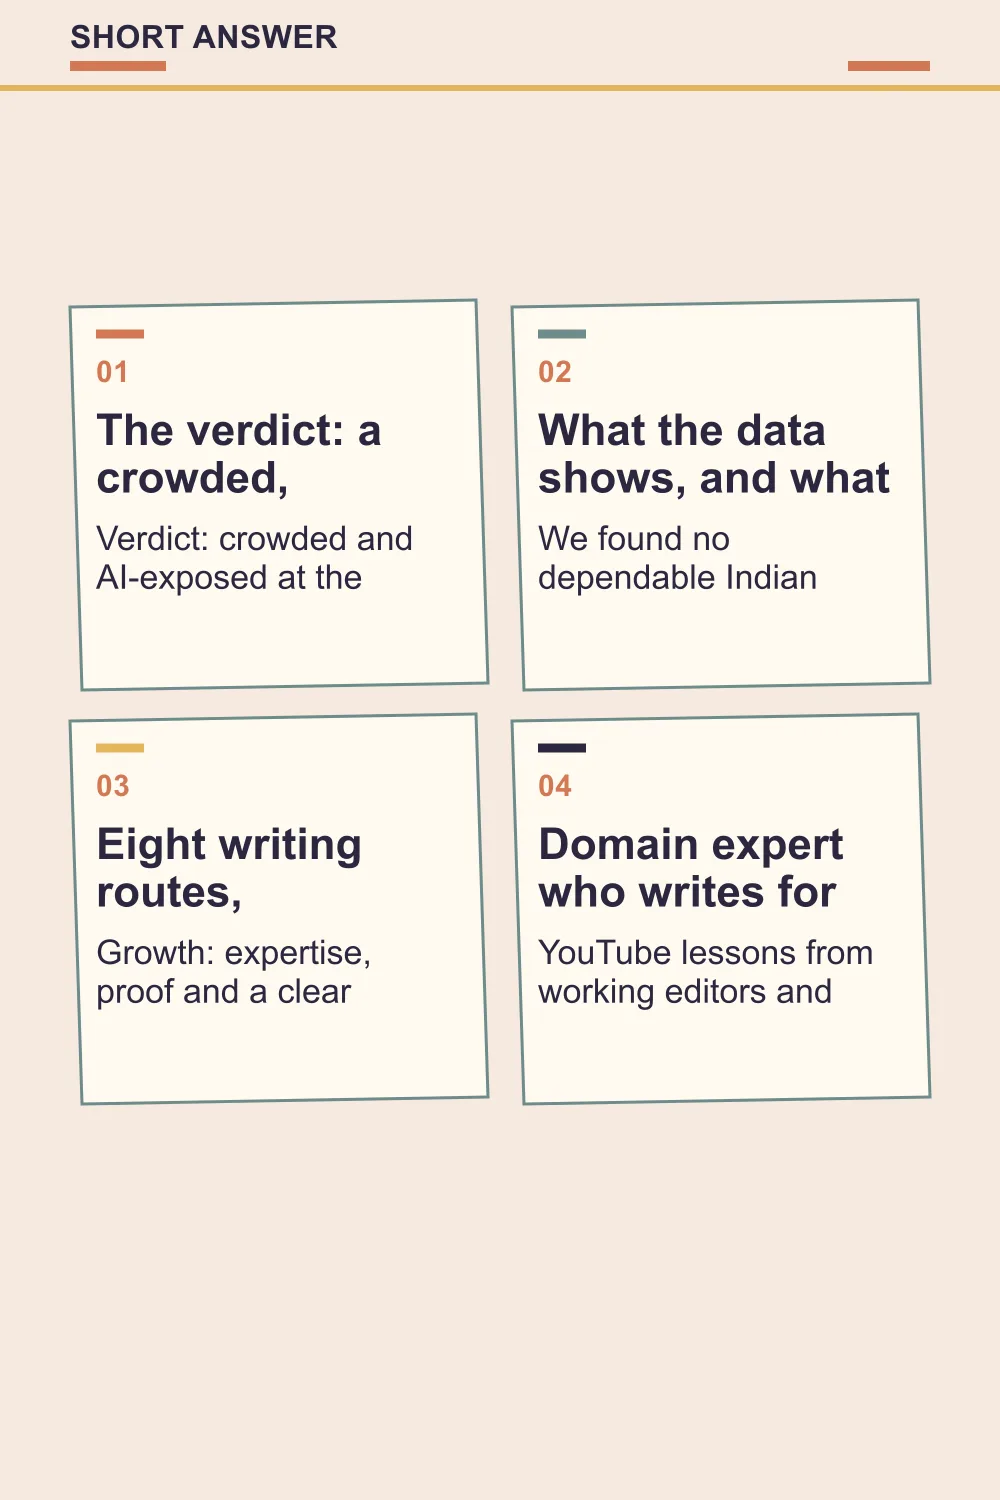 SHORT ANSWER
01
The verdict: a
crowded,
Verdict: crowded and
AI-exposed at the
02
What the data
shows, and what
We found no
dependable Indian
03
Eight writing
routes,
Growth: expertise,
proof and a clear
04
Domain expert
who writes for
YouTube lessons from
working editors and